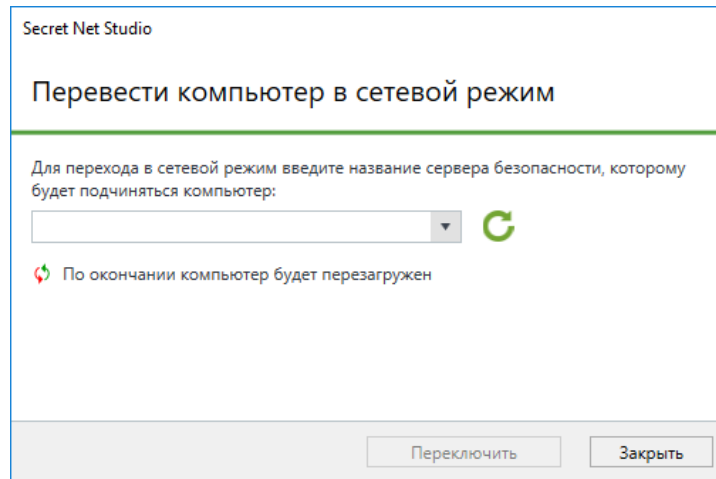 Secret Net Studio
Перевести компьютер в сетевой режим
Для перехода в сетевой режим введите название сервера безопасности, которому
будет подчиняться компьютер:
По окончании компьютер будет перезагружен
Переключить
Закрыть